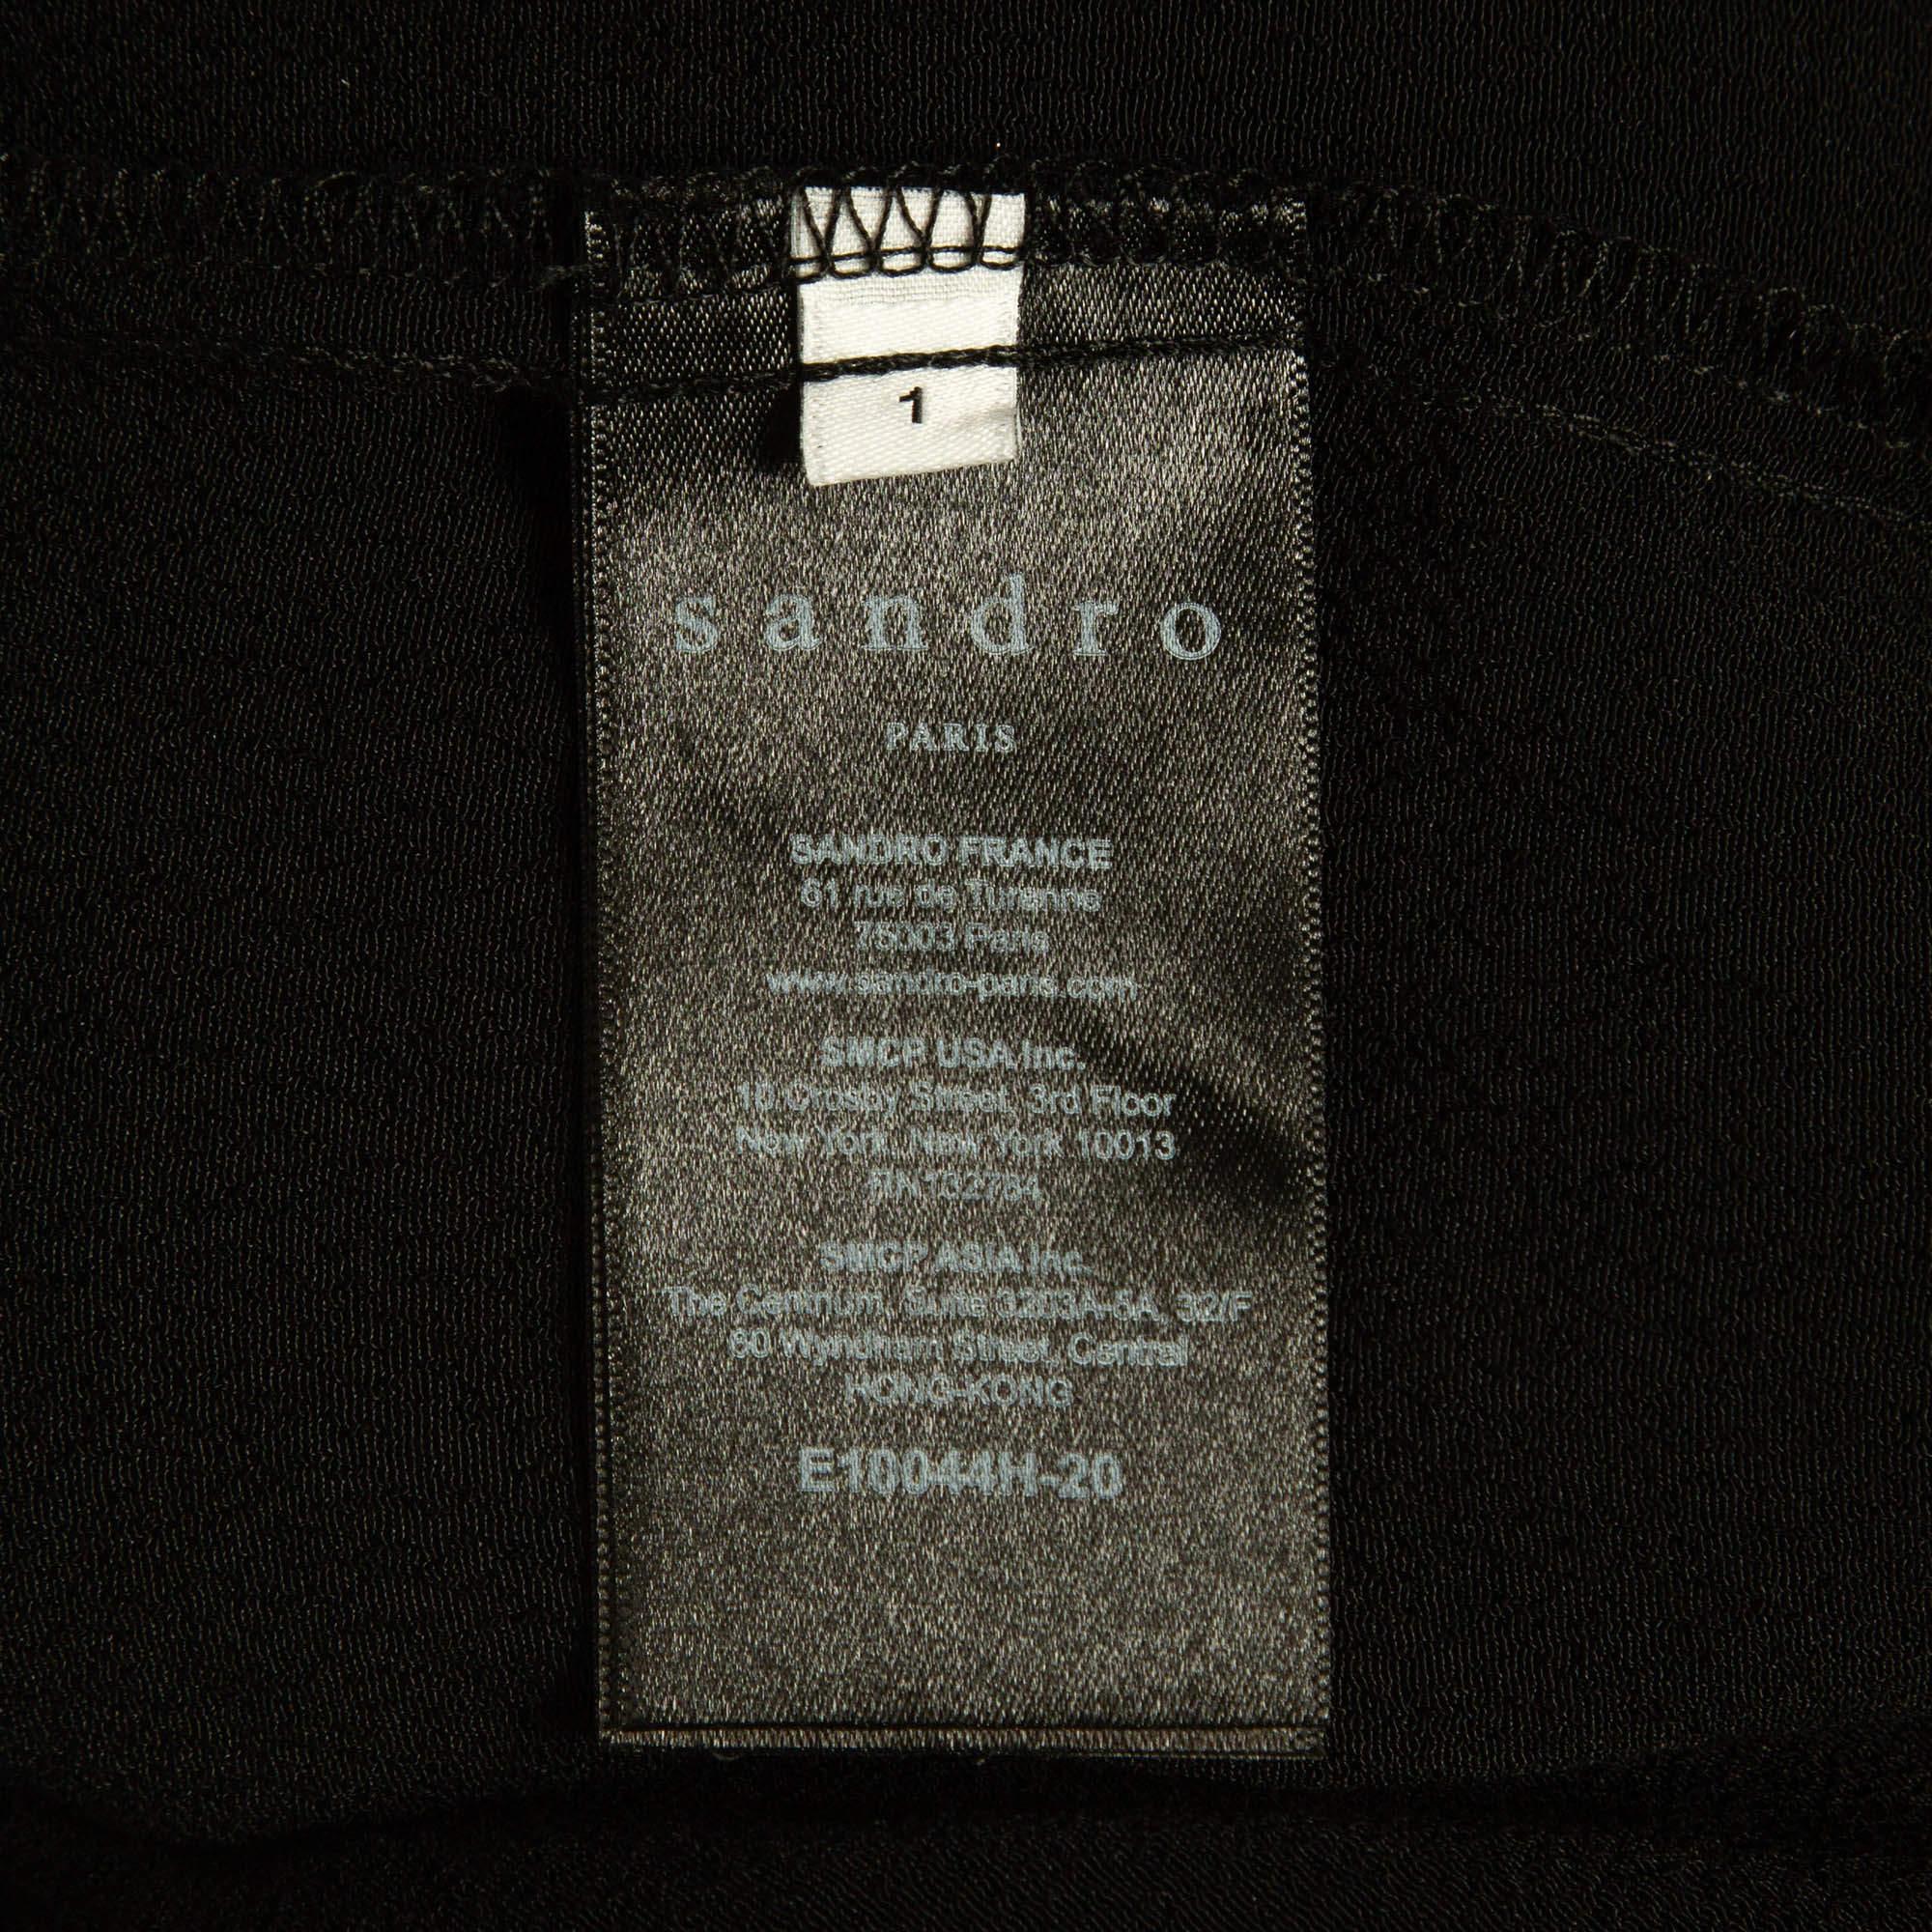 1
sandro
PARIS
SANDRO FRANCE
61 rue de Turenne
75003 Paris
www.sandro-paris.com
SMCP USA Inc.
Crosby Street, 3rd Floor
New York, New York 10013
RN 132784
SMCP ASIA Inc.
The Centrium, Suite 3203A-5A, 32/F
60 Wyndham Street, Central
HONG-KONG
E10044H-20